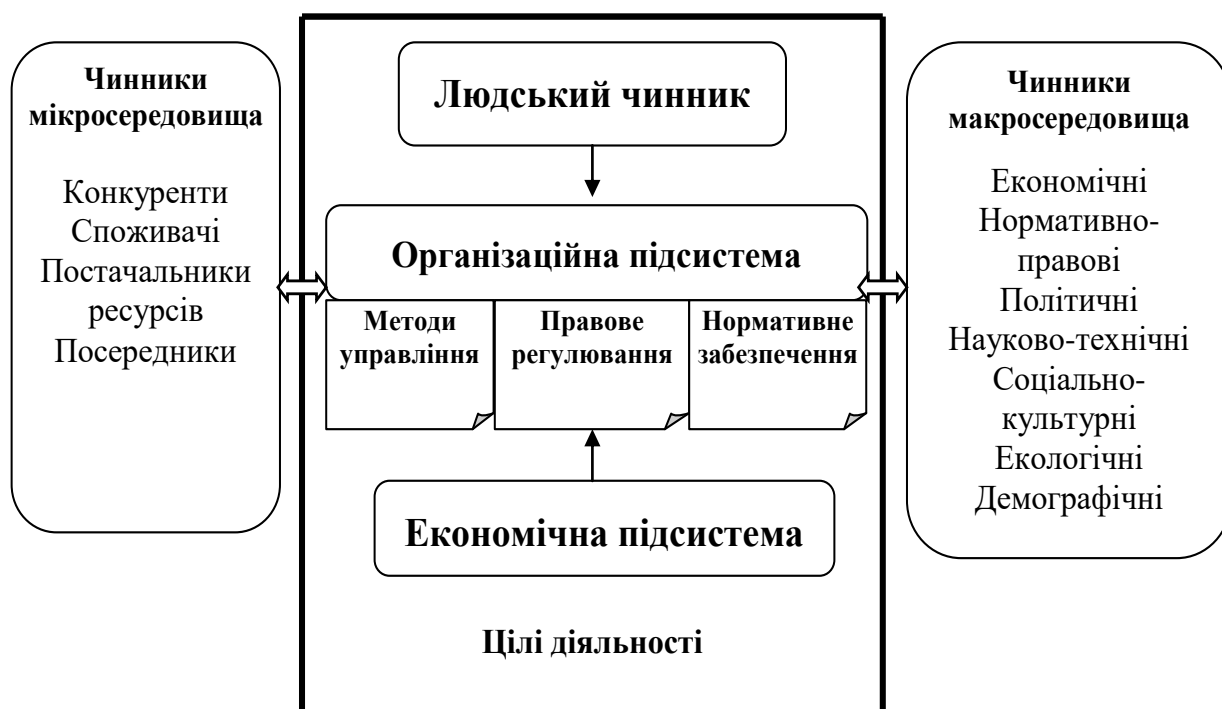 Чинники
мікросередовища
Конкуренти
Споживачі
Постачальники
ресурсів
Посередники
Людський чинник
Організаційна підсистема
Методи
управління
Правове
регулювання
Нормативне
забезпечення
Економічна підсистема
Цілі діяльності
Чинники
макросередовища
Економічні
Нормативно-
правові
Політичні
Науково-технічні
Соціально-
культурні
Екологічні
Демографічні